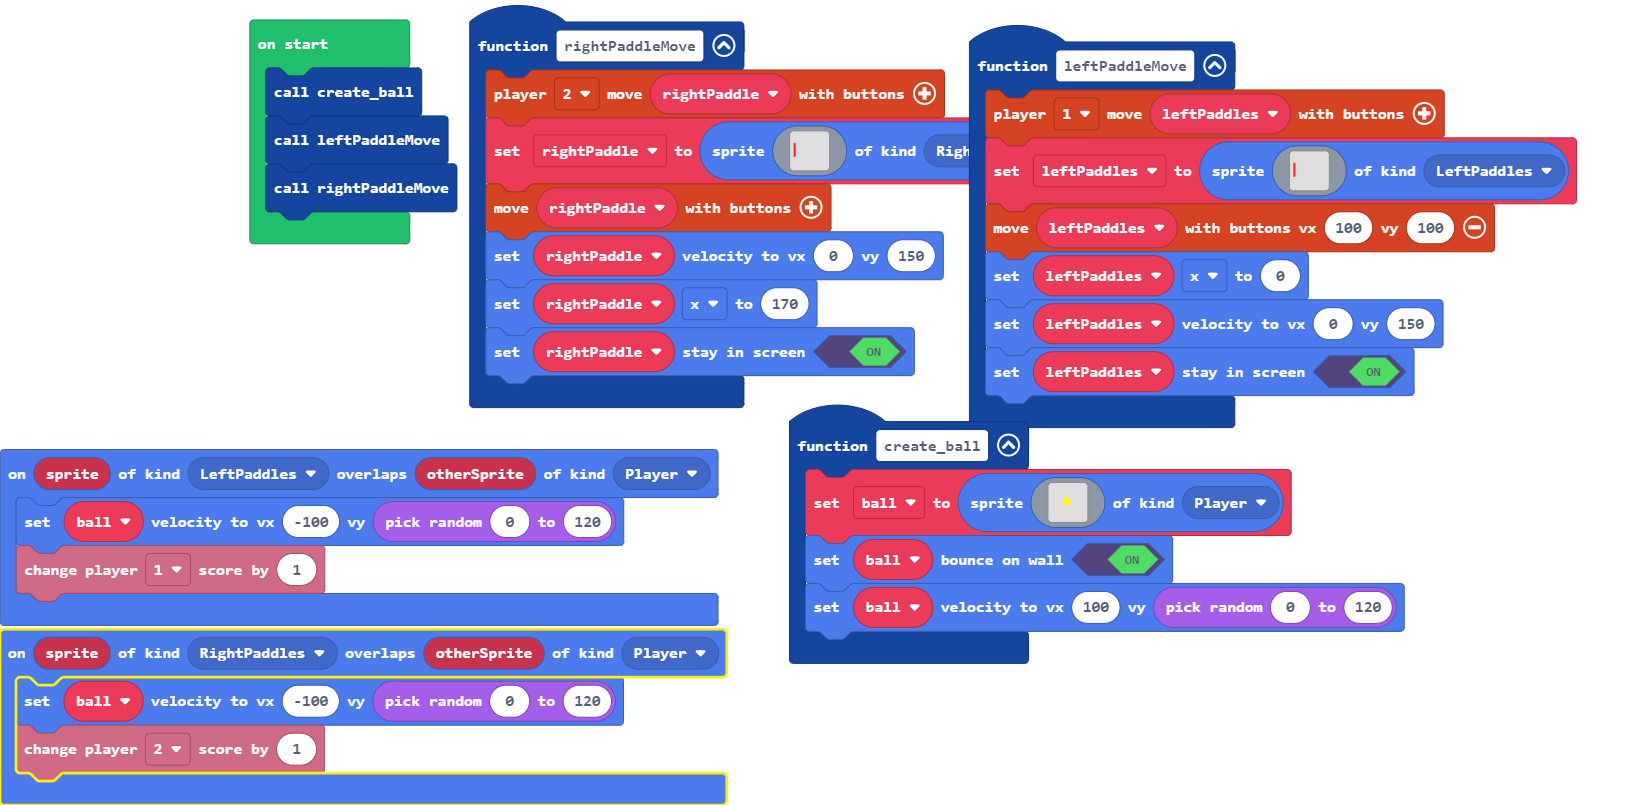 on start
call create_ball
call leftPaddleMove
call rightPaddleMove
function rightPaddleMove
player 2 move rightPaddle with buttons
set rightPaddle to sprite of kind Righ
move rightPaddle with buttons
set rightPaddle velocity to vx 0 vy 150
set rightPaddle x to 170
set rightPaddle stay in screen ON
function leftPaddleMove
player 1 move leftPaddles with buttons
set leftPaddles to sprite of kind LeftPaddles
move leftPaddles with buttons vx 100 vy 100
set leftPaddles x to 0
set leftPaddles velocity to vx 0 vy 150
set leftPaddles stay in screen ON
on sprite of kind LeftPaddles overlaps otherSprite of kind Player
set ball velocity to vx -100 vy pick random 0 to 120
change player 1 score by 1
on sprite of kind RightPaddles overlaps otherSprite of kind Player
set ball velocity to vx -100 vy pick random 0 to 120
change player 2 score by 1
function create_ball
set ball to sprite of kind Player
set ball bounce on wall ON
set ball velocity to vx 100 vy pick random 0 to 120